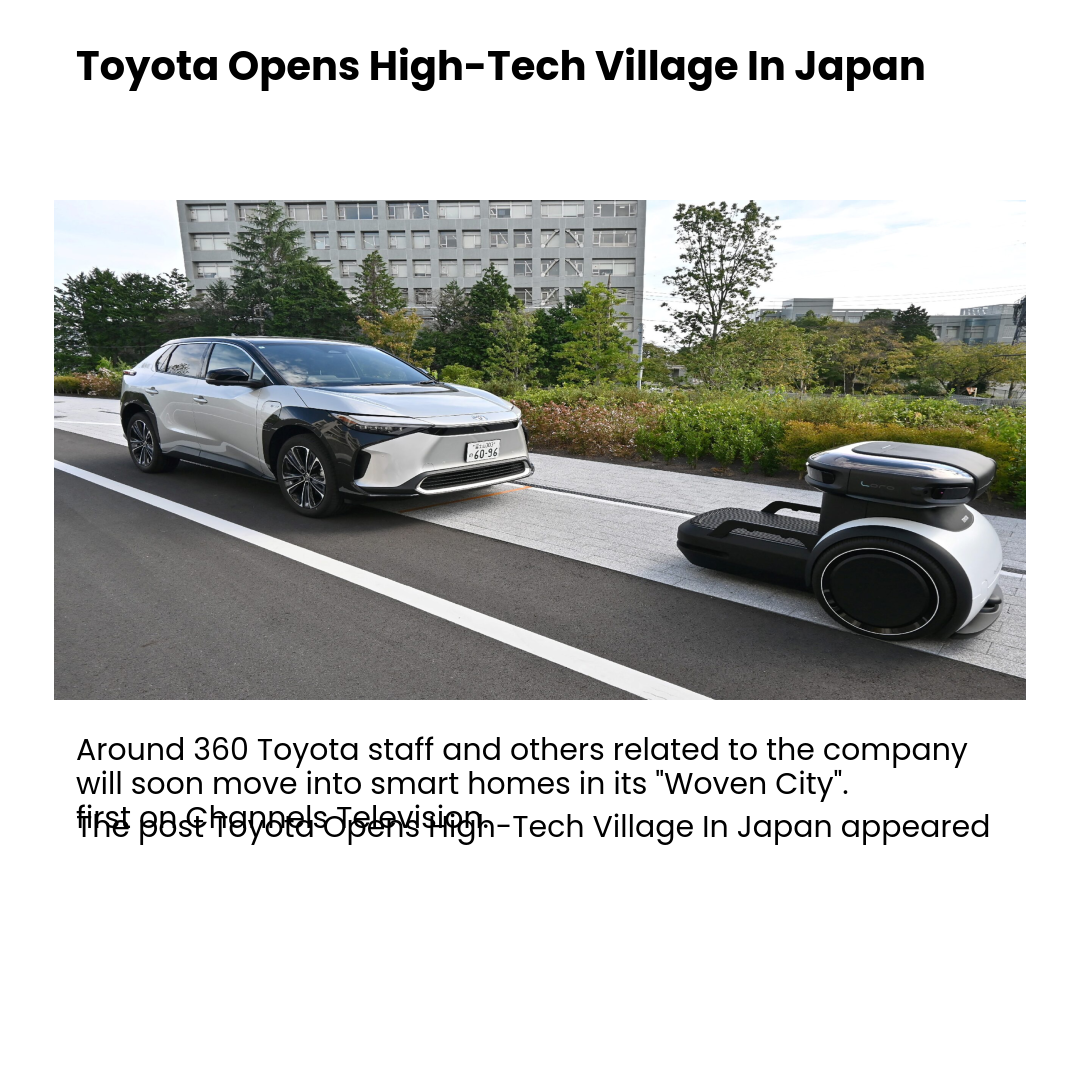 Toyota Opens High-Tech Village In Japan
60-96
Around 360 Toyota staff and others related to the company
will soon move into smart homes in its "Woven City".
first on Channels Television.
The post Toyota Opens High-Tech Village In Japan appeared